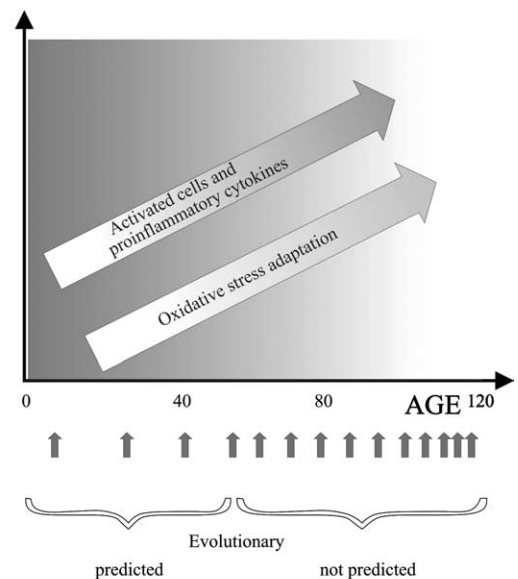 Activated cells and
proinflammatory cytokines
Oxidative stress adaptation
0 40 80 AGE 120
Evolutionary
predicted not predicted